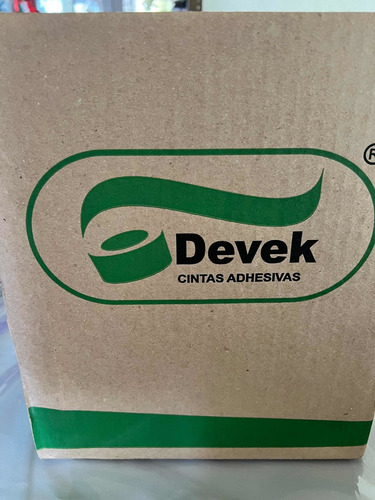 ®
Devek
CINTAS ADHESIVAS